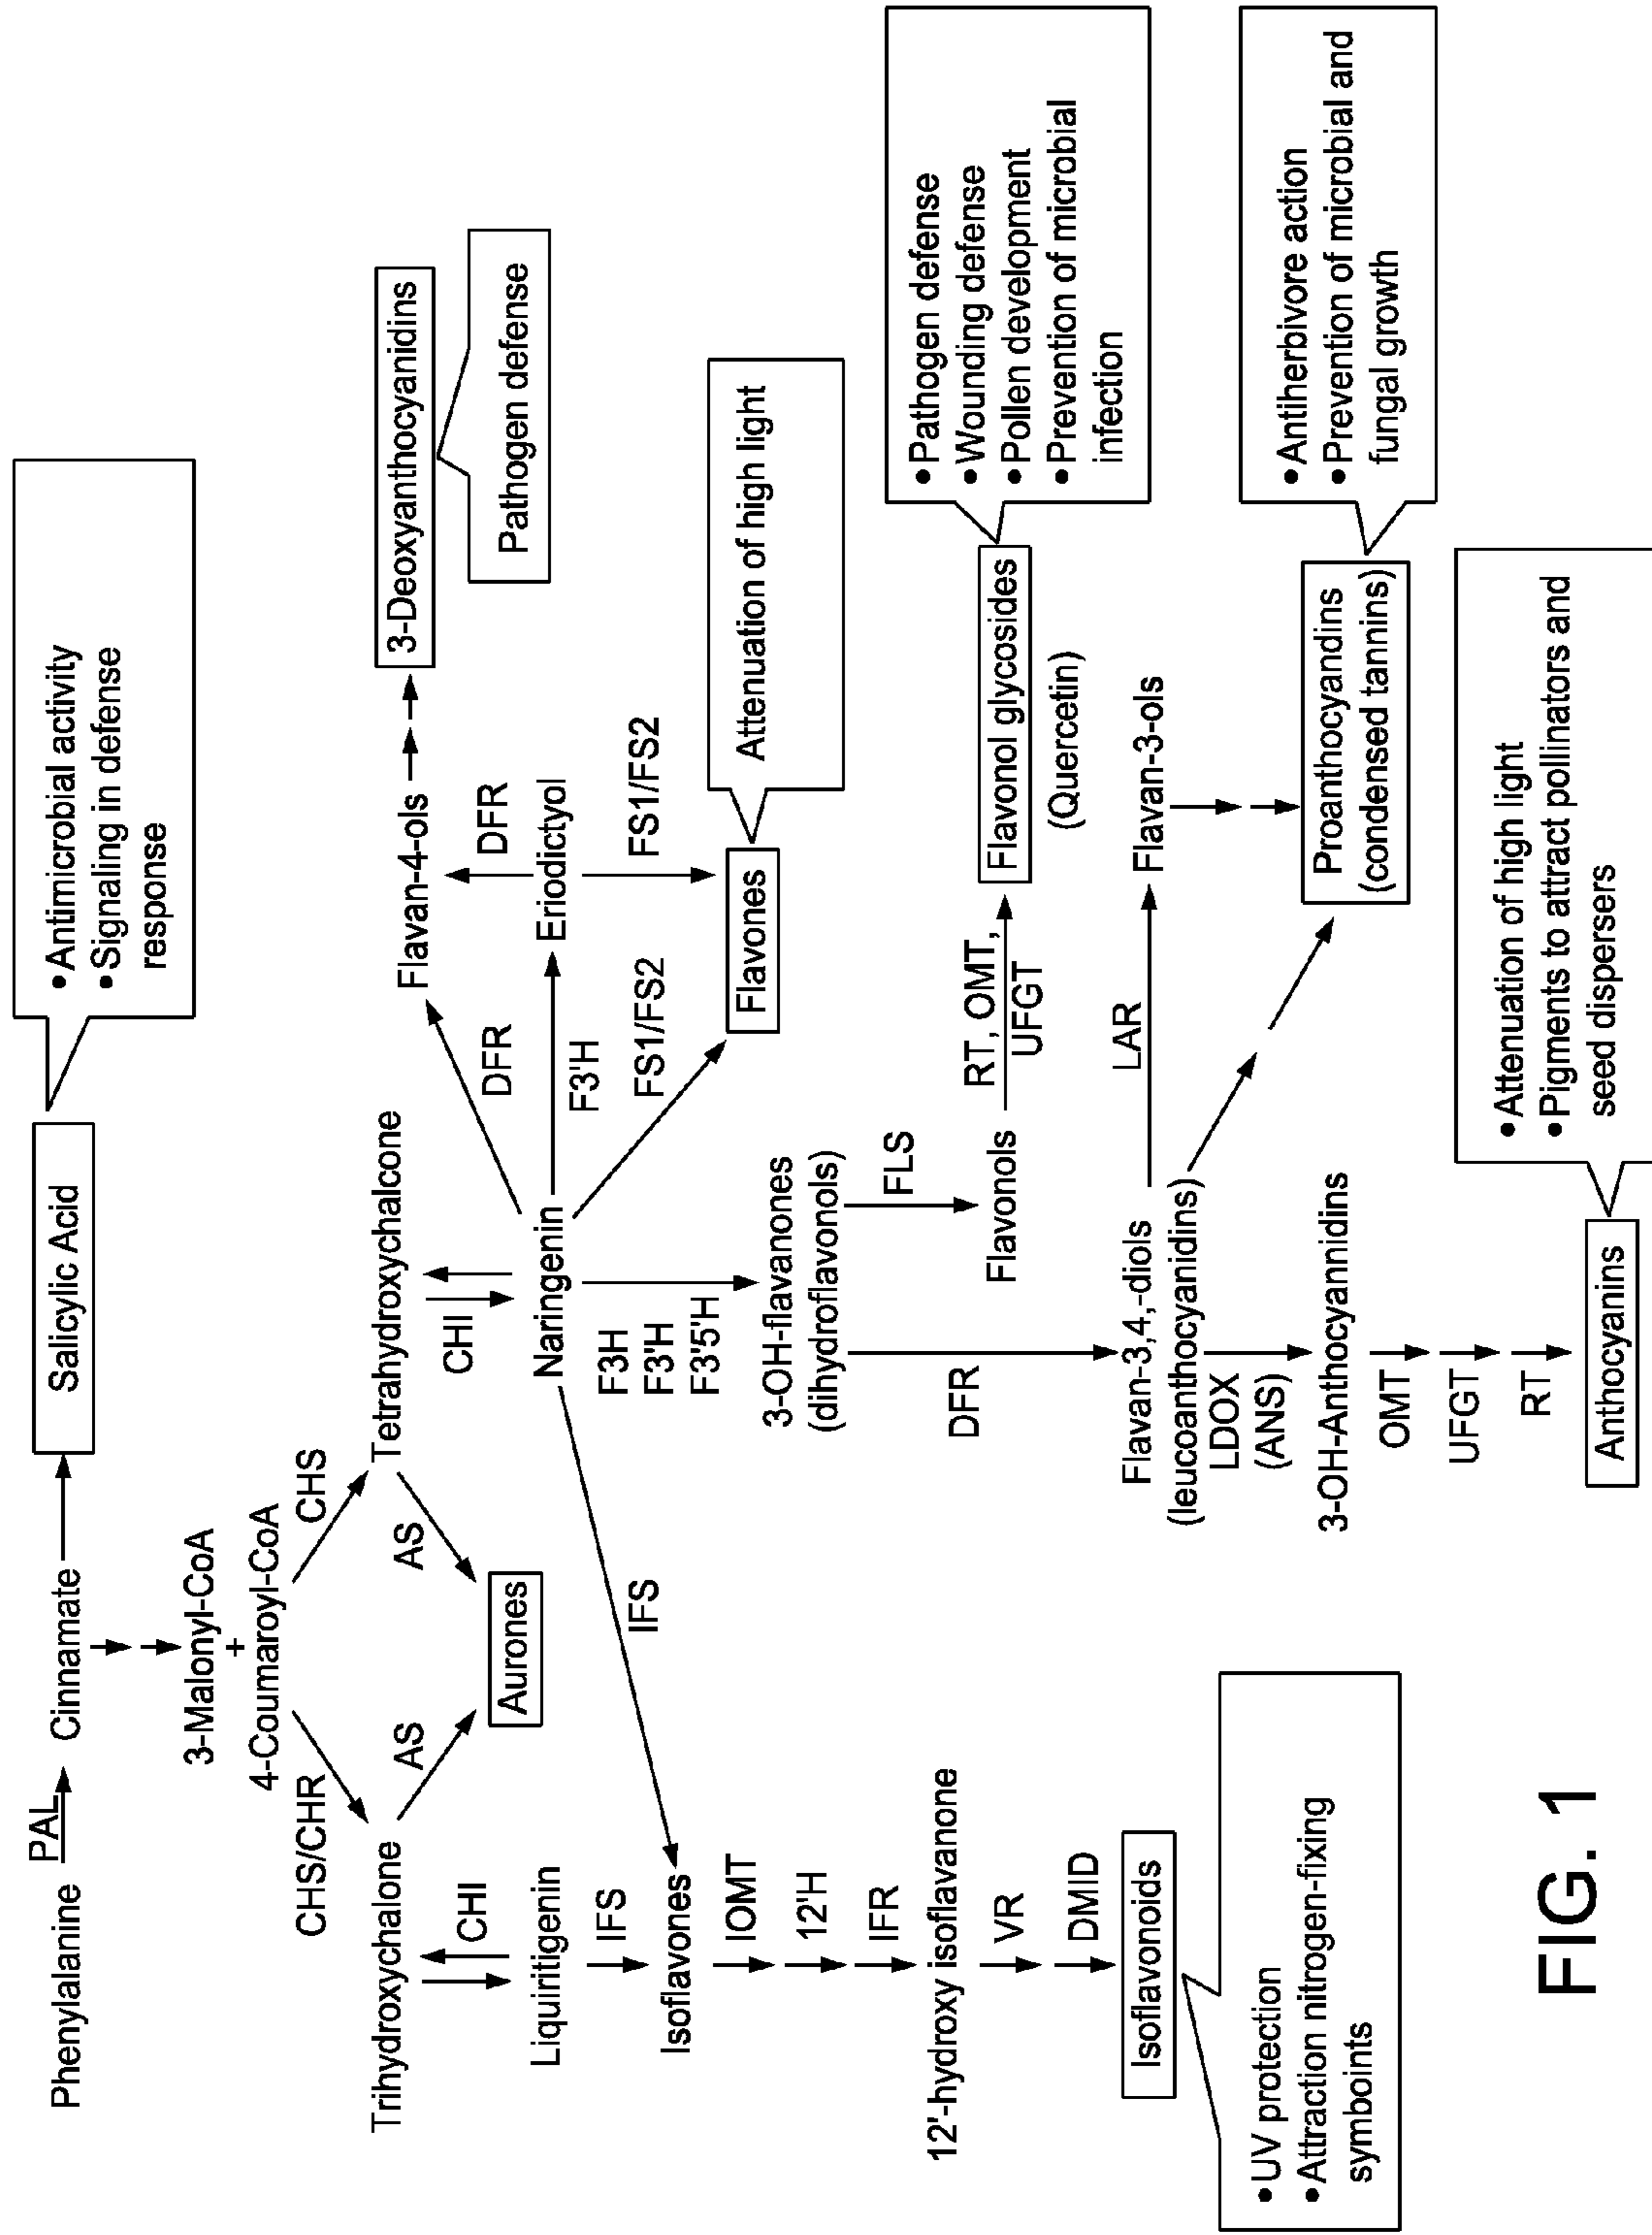 Phenylalanine
PAL
Cinnamate
Salicylic Acid
• Antimicrobial activity
• Signaling in defense
response
3-Malonyl-CoA
+
4-Coumaroyl-CoA
CHS/CHR
CHS
Trihydroxychalone
AS
AS
Tetrahydroxychalcone
Aurones
CHI
CHI
Liquiritigenin
Naringenin
DFR
Flavan-4-ols
3-Deoxyanthocyanidins
Pathogen defense
DFR
F3'H
Eriodictyol
FS1/FS2
FS1/FS2
Flavones
Attenuation of high light
IFS
IFS
Isoflavones
F3H
F3'H
F3'5'H
3-OH-flavanones
(dihydroflavonols)
IOMT
12'H
IFR
12'-hydroxy isoflavanone
VR
DMID
Isoflavonoids
• UV protection
• Attraction nitrogen-fixing
symboints
DFR
FLS
Flavonols
RT, OMT,
UFGT
Flavonol glycosides
(Quercetin)
• Pathogen defense
• Wounding defense
• Pollen development
• Prevention of microbial
infection
Flavan-3,4,-diols
(leucoanthocyanidins)
LAR
Flavan-3-ols
LDOX
(ANS)
3-OH-Anthocyannidins
Proanthocyandins
(condensed tannins)
• Antiherbivore action
• Prevention of microbial and
fungal growth
OMT
UFGT
RT
Anthocyanins
• Attenuation of high light
• Pigments to attract pollinators and
seed dispersers
FIG. 1